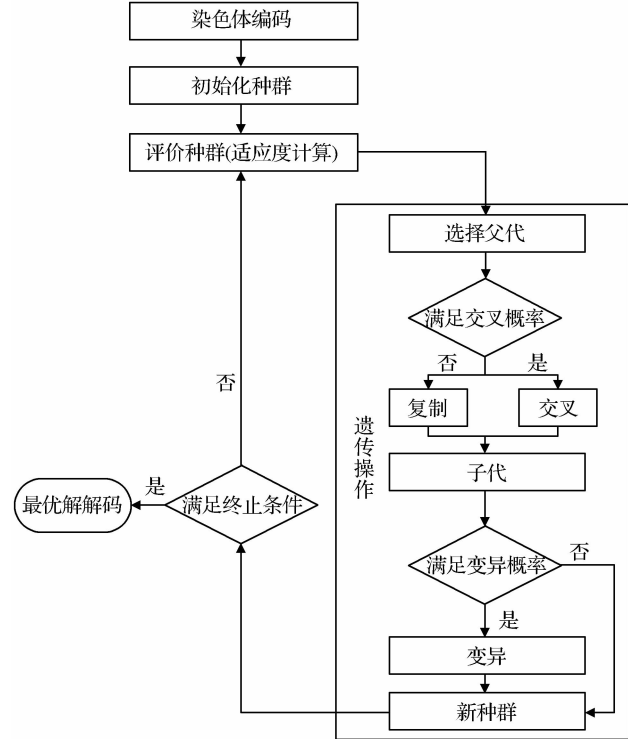 染色体编码
初始化种群
评价种群(适应度计算)
选择父代
满足交叉概率
否
是
复制
交叉
遗传操作
子代
否
满足终止条件
是
最优解解码
满足变异概率
否
是
变异
新种群